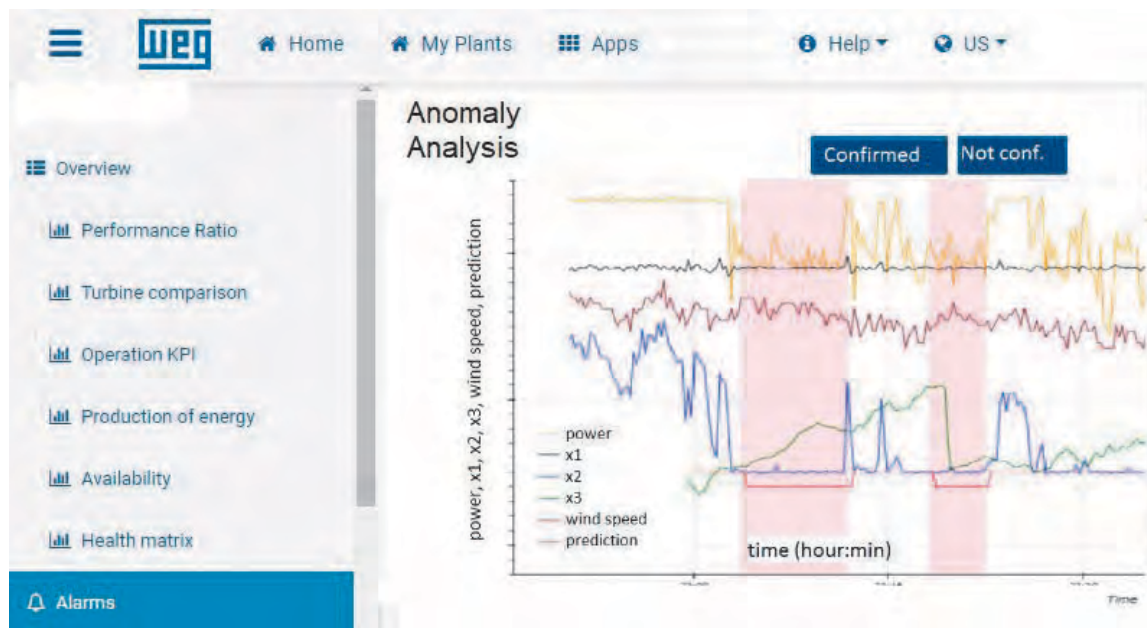 weg
Home
My Plants
Apps
Help
US
Anomaly
Analysis
Confirmed
Not conf.
Overview
Performance Ratio
Turbine comparison
Operation KPI
Production of energy
Availability
Health matrix
Alarms
power, x1, x2, x3, wind speed, prediction
power
x1
x2
x3
wind speed
prediction
time (hour:min)
Time